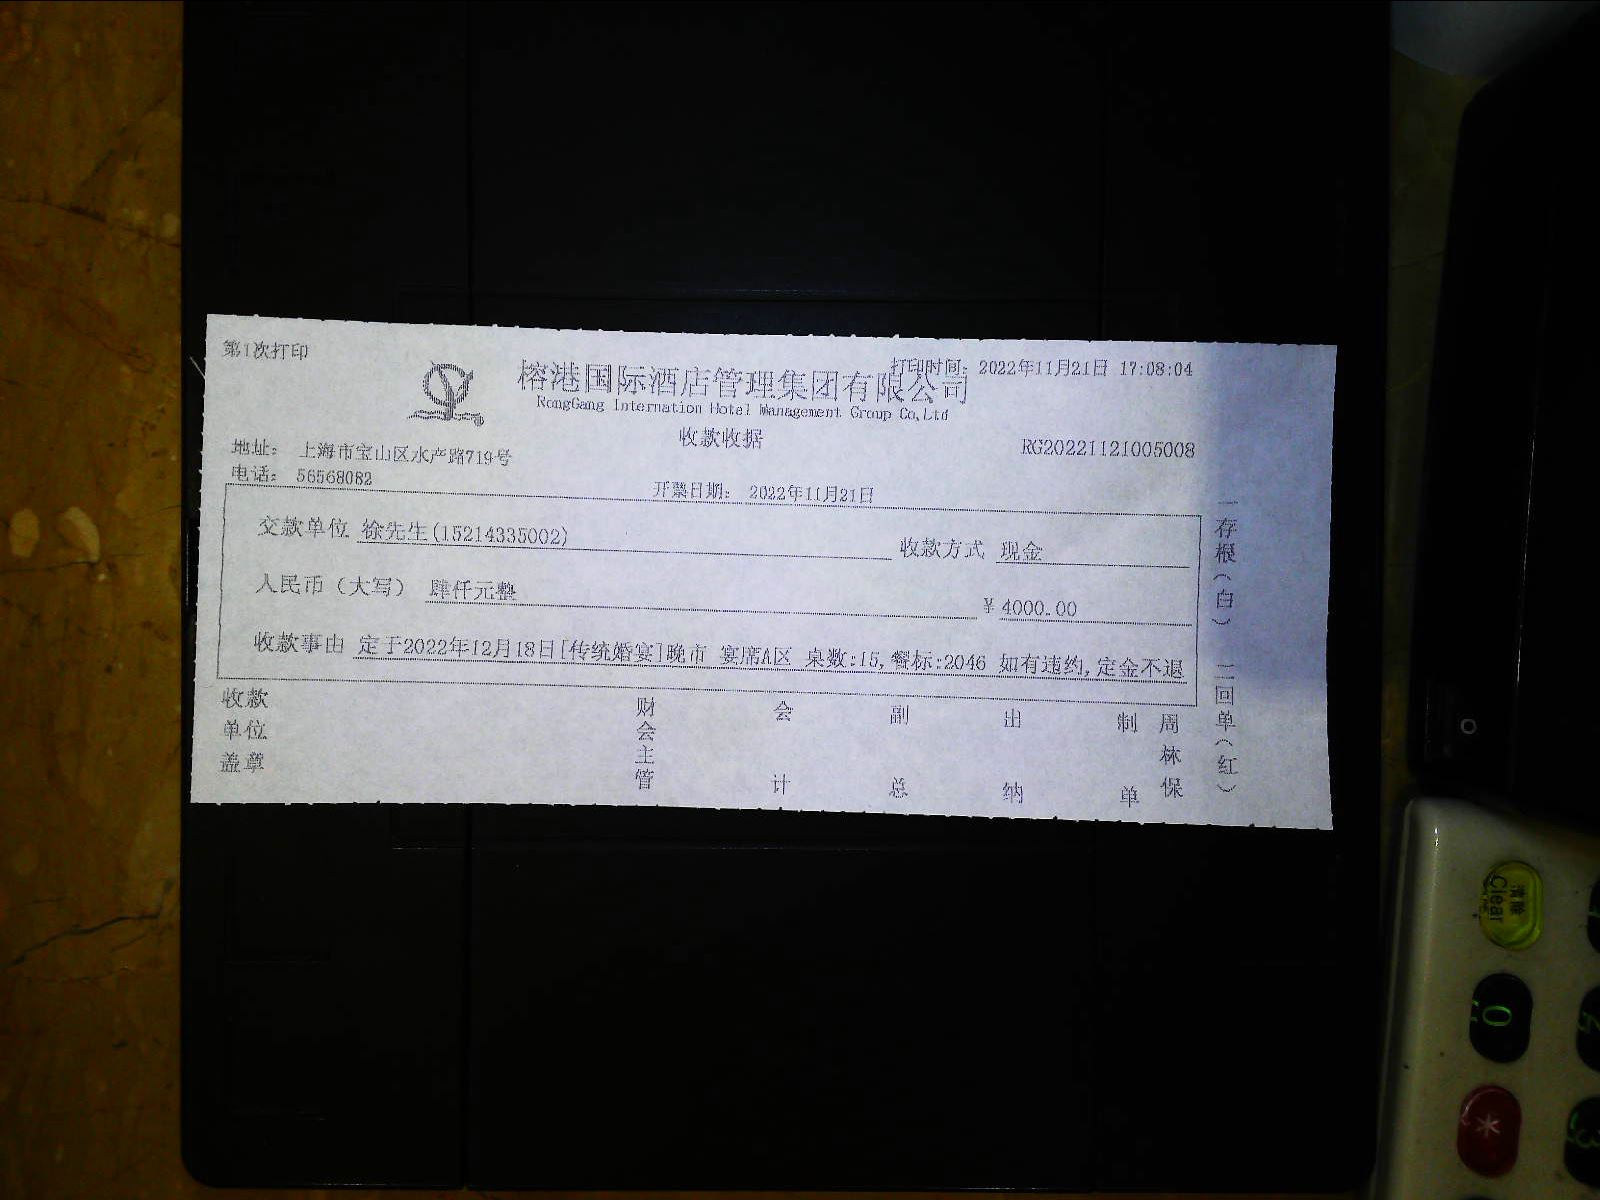 第1次打印
打印时间: 2022年11月21日 17:08:04
榕港国际酒店管理集团有限公司
RongGang Internation Hotel Management Group Co,Ltd
收款收据
RG20221121005008
地址: 上海市宝山区水产路719号
电话: 56568082
开票日期: 2022年11月21日
交款单位 徐先生(15214335002) 收款方式 现金
人民币（大写） 肆仟元整 ¥ 4000.00
收款事由 定于2022年12月18日[传统婚宴]晚市 宴席A区 桌数:15,餐标:2046 如有违约,定金不退
收款单位盖章 财会主管 会计 副总 出纳 制单 周林保
一存根(白) 二回单(红)
清除
Clear
0
*
3